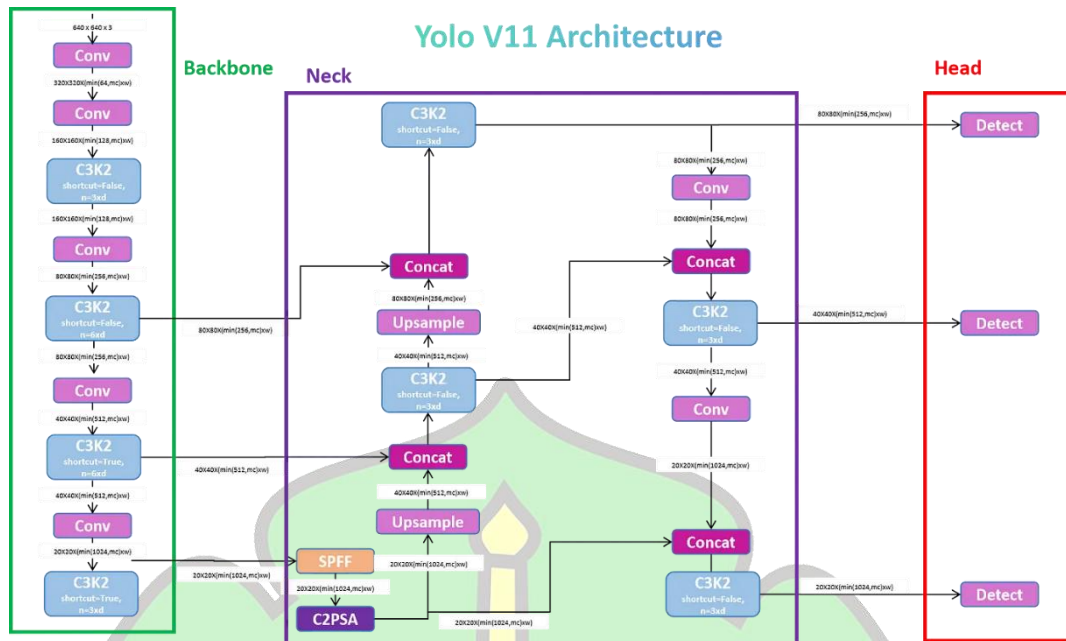 Yolo V11 Architecture
Backbone
640 x 640 x 3
Conv
320X320X(min(64,mc)xw)
Conv
160X160X(min(128,mc)xw)
C3K2
shortcut=False,
n=3xd
160X160X(min(128,mc)xw)
Conv
80X80X(min(256,mc)xw)
C3K2
shortcut=False,
n=6xd
80X80X(min(256,mc)xw)
80X80X(min(256,mc)xw)
Conv
40X40X(min(512,mc)xw)
C3K2
shortcut=True,
n=6xd
40X40X(min(512,mc)xw)
40X40X(min(512,mc)xw)
Conv
20X20X(min(1024,mc)xw)
20X20X(min(1024,mc)xw)
C3K2
shortcut=True,
n=3xd
Neck
C3K2
shortcut=False,
n=3xd
Concat
80X80X(min(256,mc)xw)
Upsample
40X40X(min(512,mc)xw)
C3K2
shortcut=False,
n=3xd
Concat
40X40X(min(512,mc)xw)
Upsample
20X20X(min(1024,mc)xw)
SPFF
20X20X(min(1024,mc)xw)
C2PSA
20X20X(min(1024,mc)xw)
40X40X(min(512,mc)xw)
80X80X(min(256,mc)xw)
80X80X(min(256,mc)xw)
Conv
80X80X(min(256,mc)xw)
Concat
C3K2
shortcut=False,
n=3xd
40X40X(min(512,mc)xw)
40X40X(min(512,mc)xw)
Conv
20X20X(min(1024,mc)xw)
Concat
C3K2
shortcut=False,
n=3xd
20X20X(min(1024,mc)xw)
Head
Detect
Detect
Detect